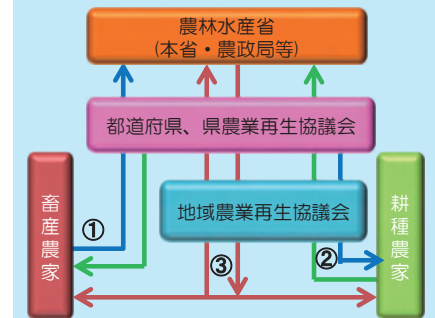 農林水産省
(本省・農政局等)
都道府県、県農業再生協議会
畜産農家
①
地域農業再生協議会
②
③
耕種農家